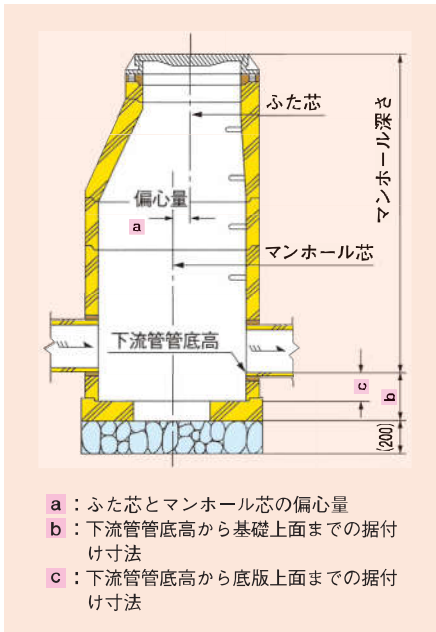 ふた芯
マンホール深さ
偏心量
a
マンホール芯
下流管管底高
c
b
(200)
a：ふた芯とマンホール芯の偏心量
b：下流管管底高から基礎上面までの据付
け寸法
c：下流管管底高から底版上面までの据付
け寸法